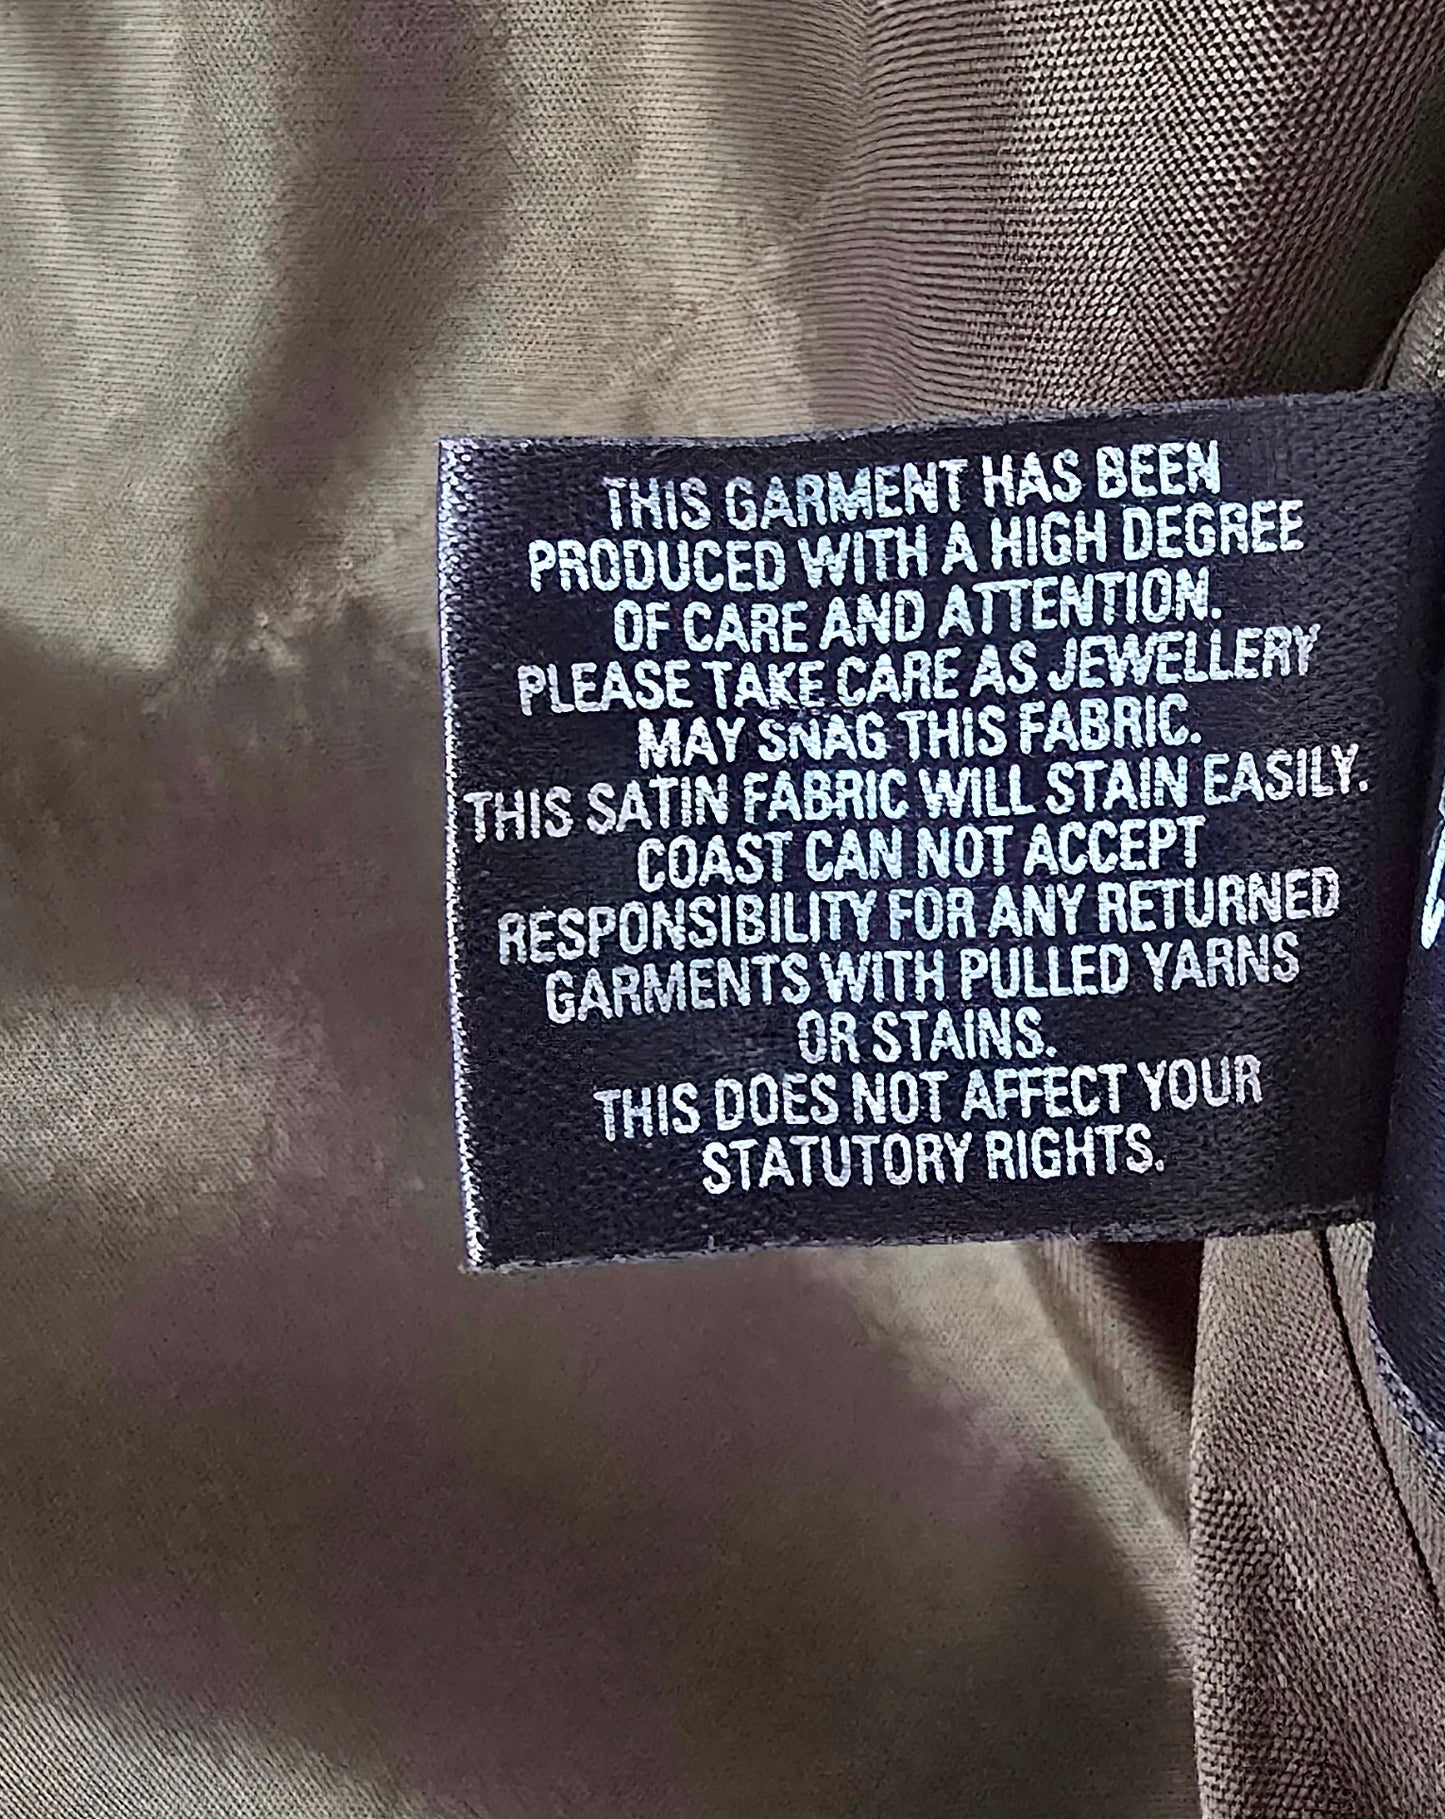 THIS GARMENT HAS BEEN
PRODUCED WITH A HIGH DEGREE
OF CARE AND ATTENTION.
PLEASE TAKE CARE AS JEWELLERY
MAY SNAG THIS FABRIC.
THIS SATIN FABRIC WILL STAIN EASILY.
COAST CAN NOT ACCEPT
RESPONSIBILITY FOR ANY RETURNED
GARMENTS WITH PULLED YARNS
OR STAINS.
THIS DOES NOT AFFECT YOUR
STATUTORY RIGHTS.